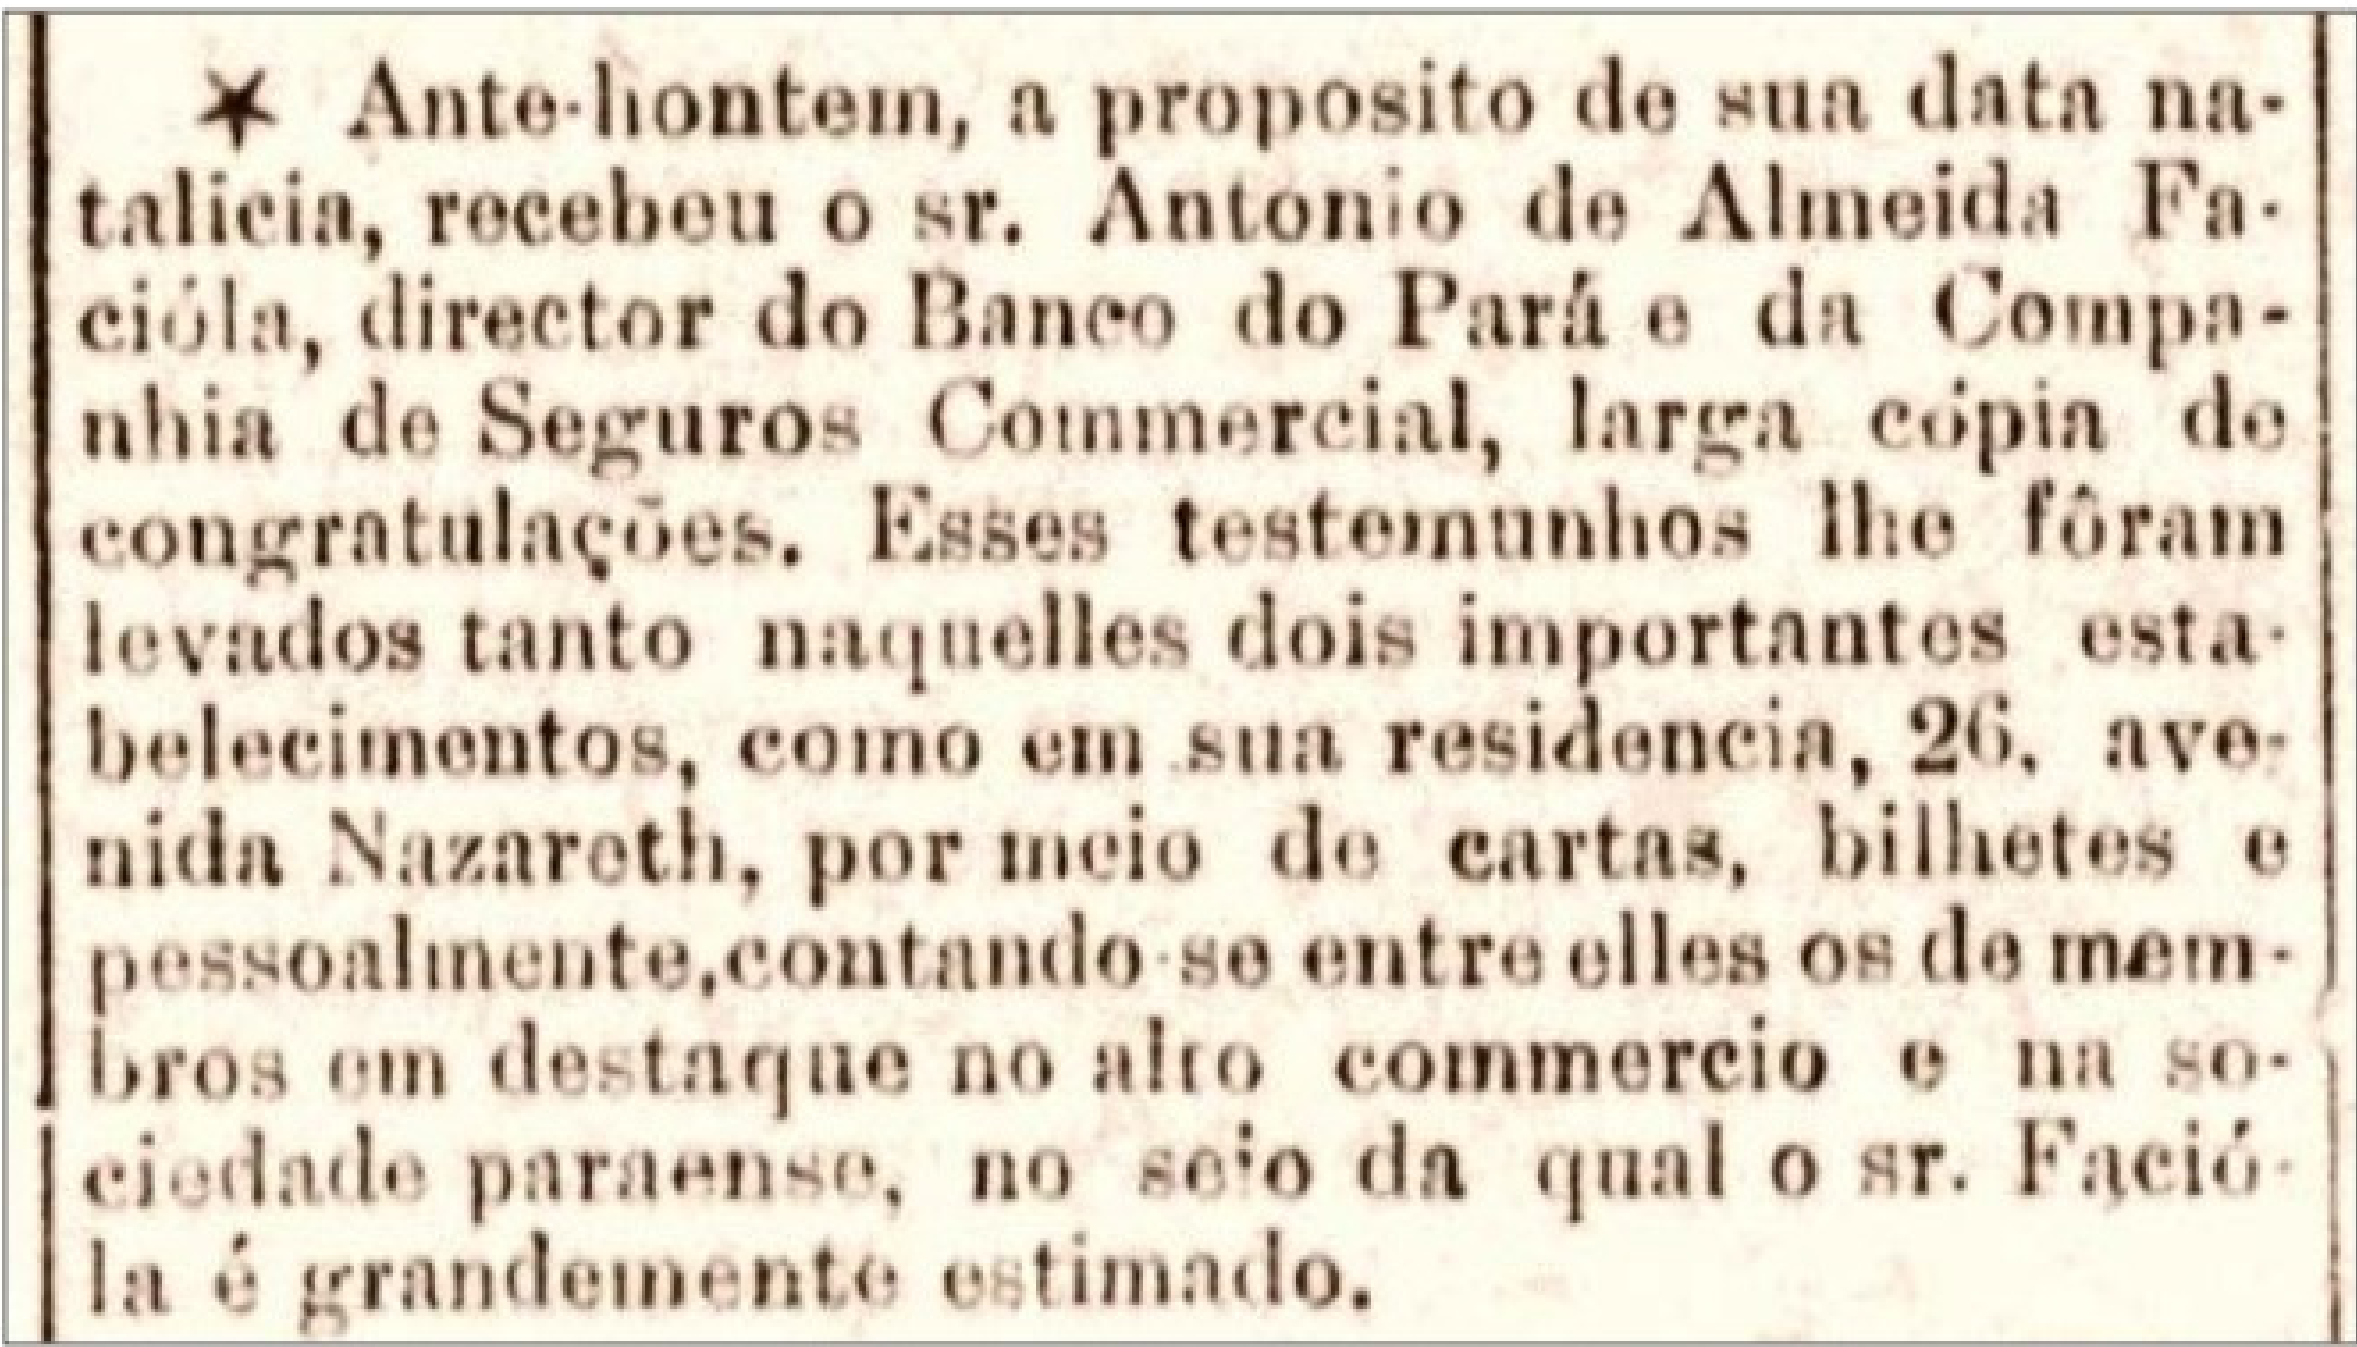 ✶ Ante-hontem, a proposito de sua data na-
talicia, recebeu o sr. Antonio de Almeida Fa-
cióla, director do Banco do Pará e da Compa-
nhia de Seguros Commercial, larga cópia de
congratulações. Esses testemunhos lhe fôram
levados tanto naquelles dois importantes esta-
belecimentos, como em sua residencia, 26, ave-
nida Nazareth, por meio de cartas, bilhetes e
pessoalmente, contando-se entre elles os de mem-
bros em destaque no alto commercio e na so-
ciedade paraense, no seio da qual o sr. Fació-
la é grandemente estimado.